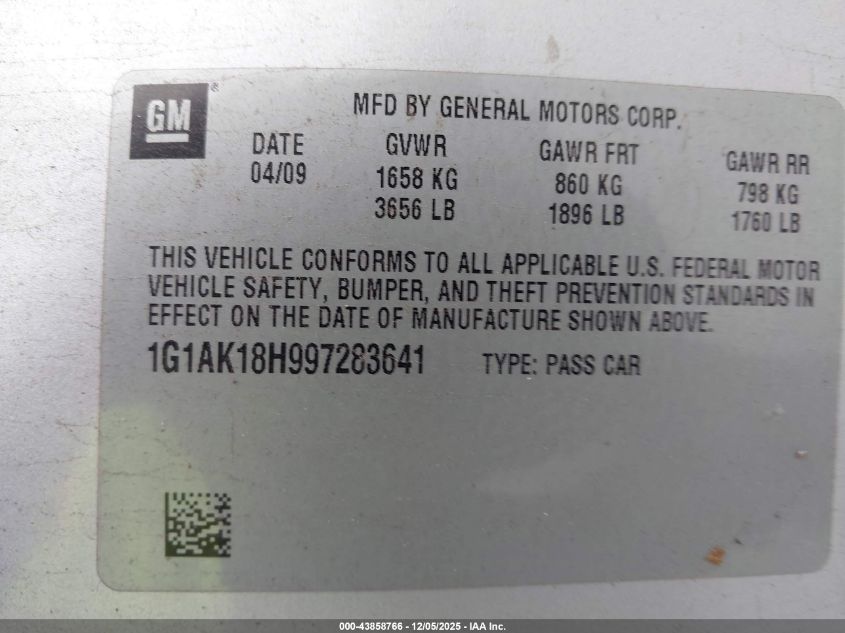 GM ®
MFD BY GENERAL MOTORS CORP.
DATE GVWR GAWR FRT GAWR RR
04/09 1658 KG 860 KG 798 KG
3656 LB 1896 LB 1760 LB
THIS VEHICLE CONFORMS TO ALL APPLICABLE U.S. FEDERAL MOTOR
VEHICLE SAFETY, BUMPER, AND THEFT PREVENTION STANDARDS IN
EFFECT ON THE DATE OF MANUFACTURE SHOWN ABOVE.
1G1AK18H997283641 TYPE: PASS CAR
000-43858766 - 12/05/2025 - IAA Inc.